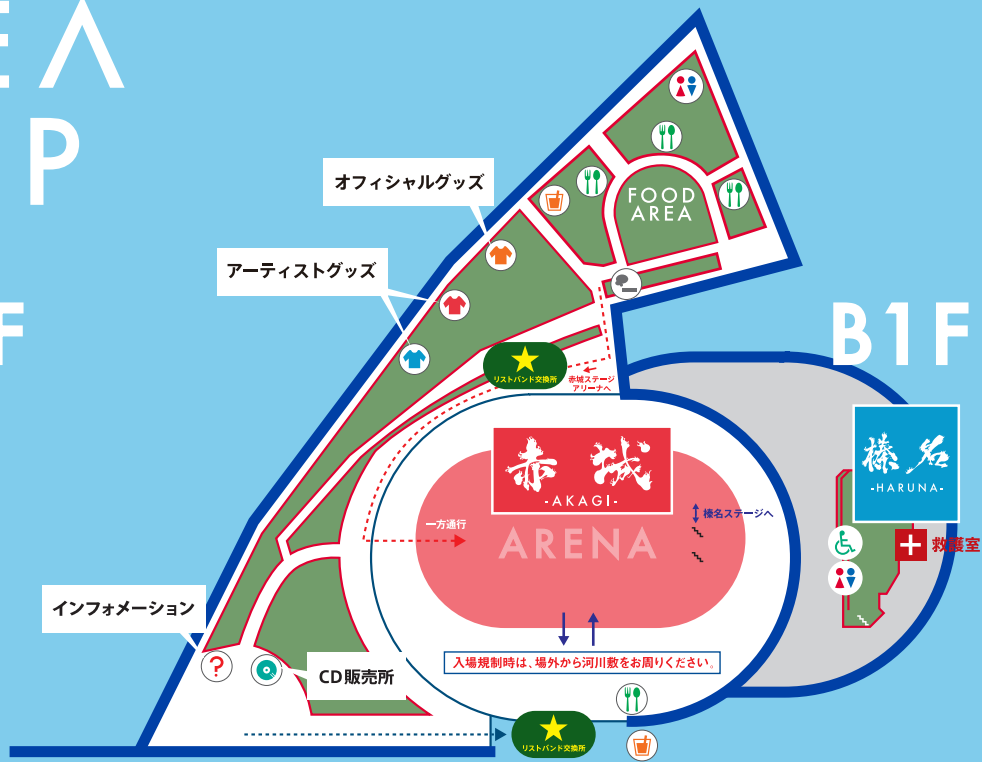 EA
P
F
オフィシャルグッズ
アーティストグッズ
FOOD
AREA
B1F
リストバンド交換所
赤城ステージ
アリーナへ
赤城
-AKAGI-
榛名
-HARUNA-
一方通行
ARENA
榛名ステージへ
救護室
インフォメーション
CD販売所
入場規制時は、場外から河川敷をお周りください。
リストバンド交換所